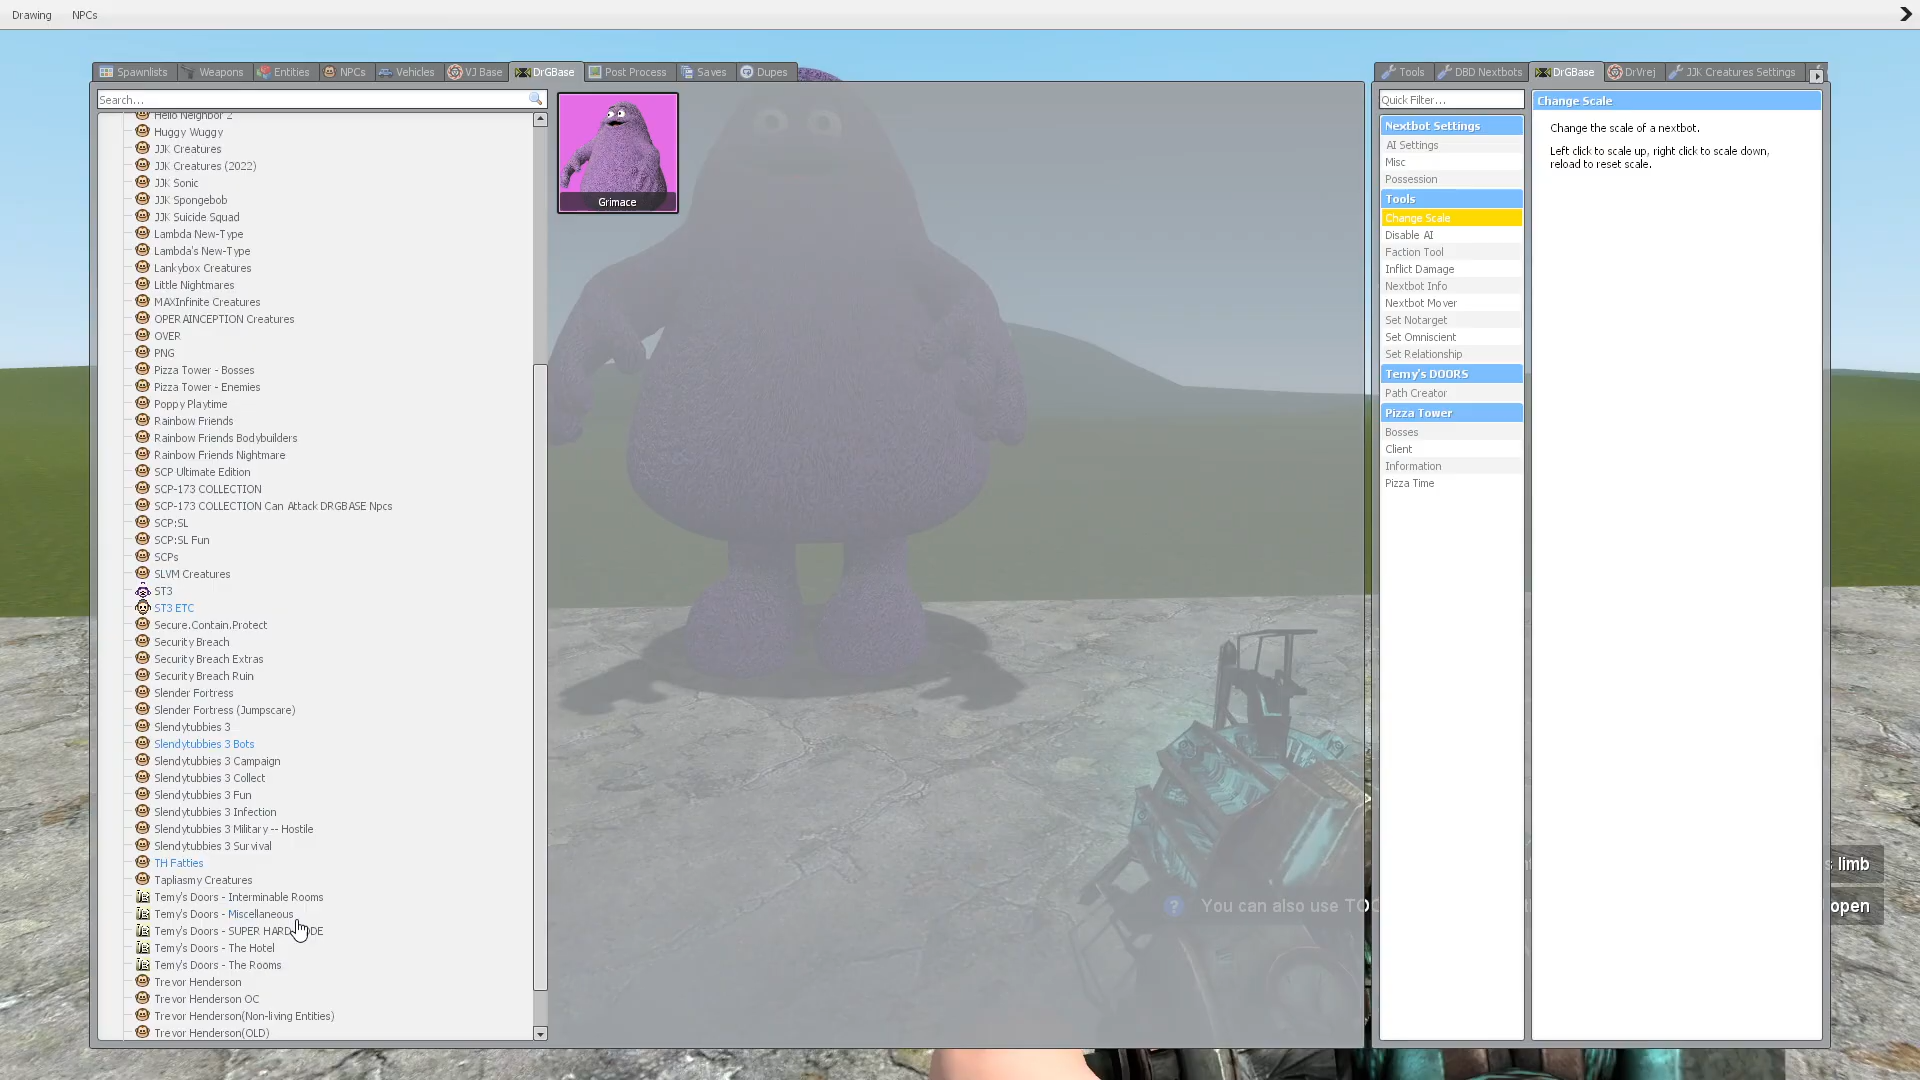 Drawing NPCs
Spawnlists Weapons Entities NPCs Vehicles VJ Base DrGBase Post Process Saves Dupes
Search...
Hello Neighbor 2
Huggy Wuggy
JJK Creatures
JJK Creatures (2022)
JJK Sonic
JJK Spongebob
JJK Suicide Squad
Lambda New-Type
Lambda's New-Type
Lankybox Creatures
Little Nightmares
MAXInfinite Creatures
OPERAINCEPTION Creatures
OVER
PNG
Pizza Tower - Bosses
Pizza Tower - Enemies
Poppy Playtime
Rainbow Friends
Rainbow Friends Bodybuilders
Rainbow Friends Nightmare
SCP Ultimate Edition
SCP-173 COLLECTION
SCP-173 COLLECTION Can Attack DRGBASE Npcs
SCP:SL
SCP:SL Fun
SCPs
SLVM Creatures
ST3
ST3 ETC
Secure.Contain.Protect
Security Breach
Security Breach Extras
Security Breach Ruin
Slender Fortress
Slender Fortress (Jumpscare)
Slendytubbies 3
Slendytubbies 3 Bots
Slendytubbies 3 Campaign
Slendytubbies 3 Collect
Slendytubbies 3 Fun
Slendytubbies 3 Infection
Slendytubbies 3 Military -- Hostile
Slendytubbies 3 Survival
TH Fatties
Tapliasmy Creatures
Temy's Doors - Interminable Rooms
Temy's Doors - Miscellaneous
Temy's Doors - SUPER HARD ODE
Temy's Doors - The Hotel
Temy's Doors - The Rooms
Trevor Henderson
Trevor Henderson OC
Trevor Henderson(Non-living Entities)
Trevor Henderson(OLD)
Grimace
Tools DBD Nextbots DrGBase DrVrej JJK Creatures Settings
Quick Filter...
Nextbot Settings
AI Settings
Misc
Possession
Tools
Change Scale
Disable AI
Faction Tool
Inflict Damage
Nextbot Info
Nextbot Mover
Set Notarget
Set Omniscient
Set Relationship
Temy's DOORS
Path Creator
Pizza Tower
Bosses
Client
Information
Pizza Time
Change Scale
Change the scale of a nextbot.
Left click to scale up, right click to scale down,
reload to reset scale.
limb
You can also use open